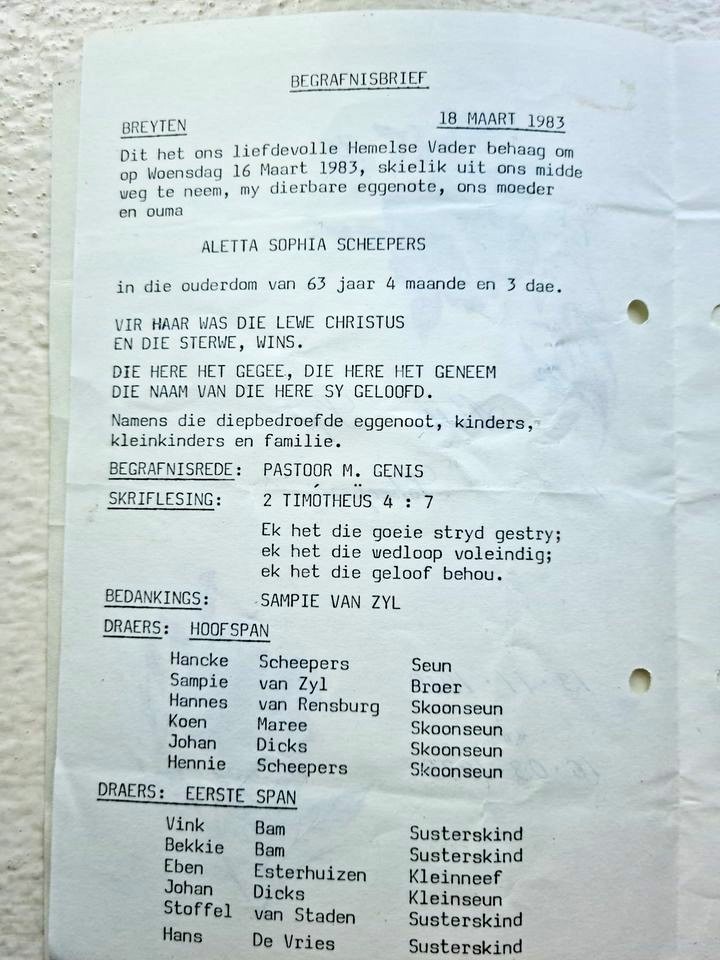 BEGRAFNISBRIEF
BREYTEN 18 MAART 1983
Dit het ons liefdevolle Hemelse Vader behaag om
op Woensdag 16 Maart 1983, skielik uit ons midde
weg te neem, my dierbare eggenote, ons moeder
en ouma
ALETTA SOPHIA SCHEEPERS
in die ouderdom van 63 jaar 4 maande en 3 dae.
VIR HAAR WAS DIE LEWE CHRISTUS
EN DIE STERWE, WINS.
DIE HERE HET GEGEE, DIE HERE HET GENEEM
DIE NAAM VAN DIE HERE SY GELOOFD.
Namens die diepbedroefde eggenoot, kinders,
kleinkinders en familie.
BEGRAFNISREDE: PASTOOR M. GENIS
SKRIFLESING: 2 TIMÓTHEÜS 4 : 7
Ek het die goeie stryd gestry;
ek het die wedloop voleindig;
ek het die geloof behou.
BEDANKINGS: SAMPIE VAN ZYL
DRAERS: HOOFSPAN
Hancke Scheepers Seun
Sampie van Zyl Broer
Hannes van Rensburg Skoonseun
Koen Maree Skoonseun
Johan Dicks Skoonseun
Hennie Scheepers Skoonseun
DRAERS: EERSTE SPAN
Vink Bam Susterskind
Bekkie Bam Susterskind
Eben Esterhuizen Kleinneef
Johan Dicks Kleinseun
Stoffel van Staden Susterskind
Hans De Vries Susterskind